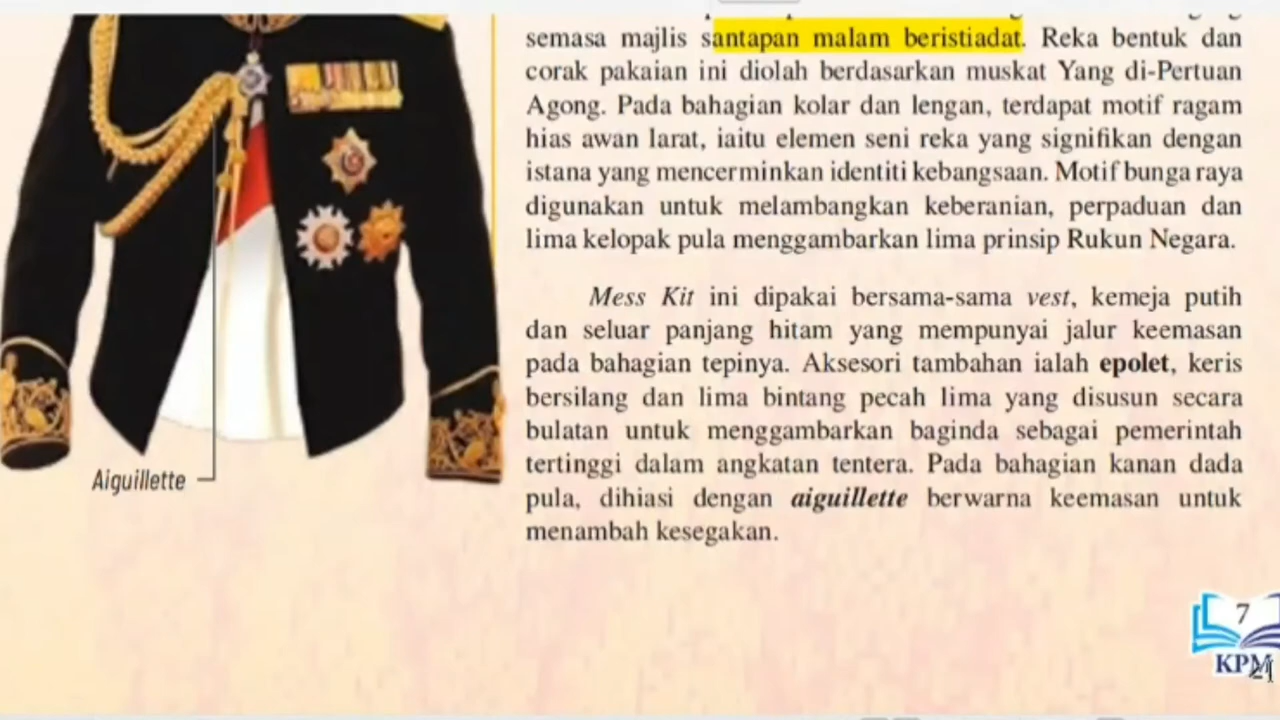 semasa majlis santapan malam beristiadat. Reka bentuk dan
corak pakaian ini diolah berdasarkan muskat Yang di-Pertuan
Agong. Pada bahagian kolar dan lengan, terdapat motif ragam
hias awan larat, iaitu elemen seni reka yang signifikan dengan
istana yang mencerminkan identiti kebangsaan. Motif bunga raya
digunakan untuk melambangkan keberanian, perpaduan dan
lima kelopak pula menggambarkan lima prinsip Rukun Negara.
Mess Kit ini dipakai bersama-sama vest, kemeja putih
dan seluar panjang hitam yang mempunyai jalur keemasan
pada bahagian tepinya. Aksesori tambahan ialah epolet, keris
bersilang dan lima bintang pecah lima yang disusun secara
bulatan untuk menggambarkan baginda sebagai pemerintah
tertinggi dalam angkatan tentera. Pada bahagian kanan dada
pula, dihiasi dengan aiguillette berwarna keemasan untuk
menambah kesegakan.
Aiguillette
7
KPM
21